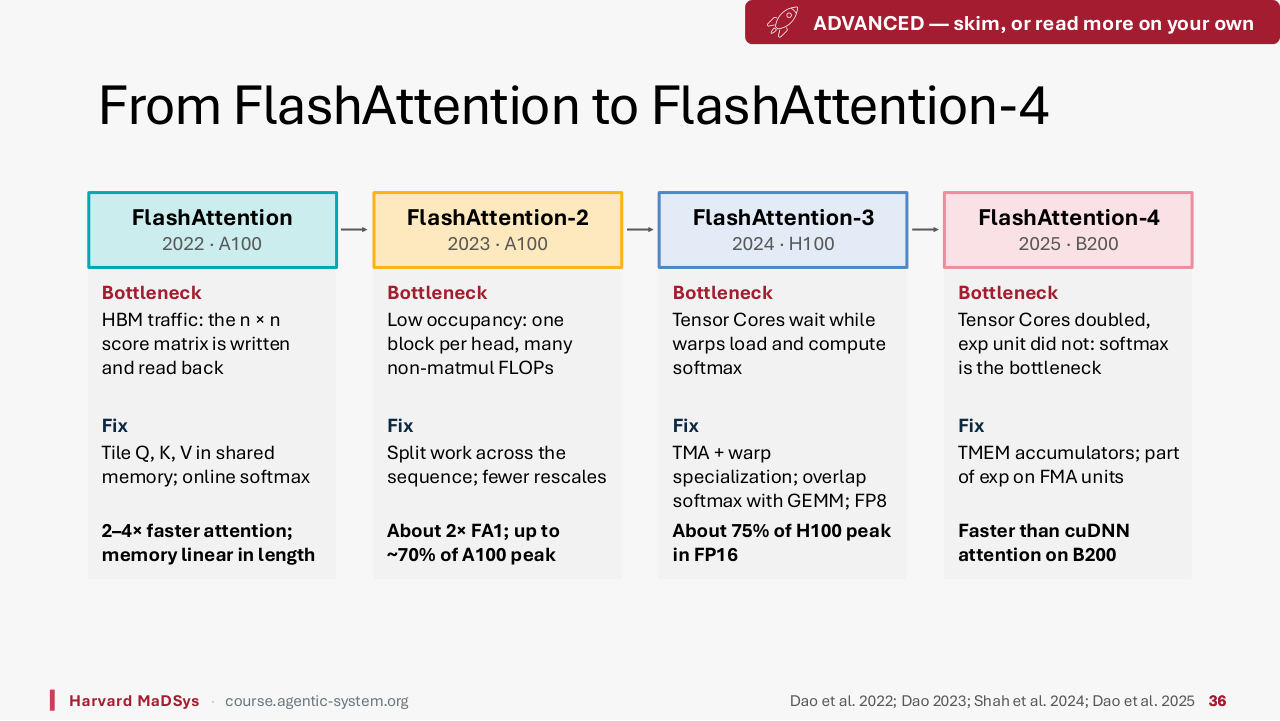 ADVANCED — skim, or read more on your own
From FlashAttention to FlashAttention-4
FlashAttention
2022 · A100
Bottleneck
HBM traffic: the n × n
score matrix is written
and read back
Fix
Tile Q, K, V in shared
memory; online softmax
2–4× faster attention;
memory linear in length
FlashAttention-2
2023 · A100
Bottleneck
Low occupancy: one
block per head, many
non-matmul FLOPs
Fix
Split work across the
sequence; fewer rescales
About 2× FA1; up to
~70% of A100 peak
FlashAttention-3
2024 · H100
Bottleneck
Tensor Cores wait while
warps load and compute
softmax
Fix
TMA + warp
specialization; overlap
softmax with GEMM; FP8
About 75% of H100 peak
in FP16
FlashAttention-4
2025 · B200
Bottleneck
Tensor Cores doubled,
exp unit did not: softmax
is the bottleneck
Fix
TMEM accumulators; part
of exp on FMA units
Faster than cuDNN
attention on B200
Harvard MaDSys · course.agentic-system.org
Dao et al. 2022; Dao 2023; Shah et al. 2024; Dao et al. 2025 36